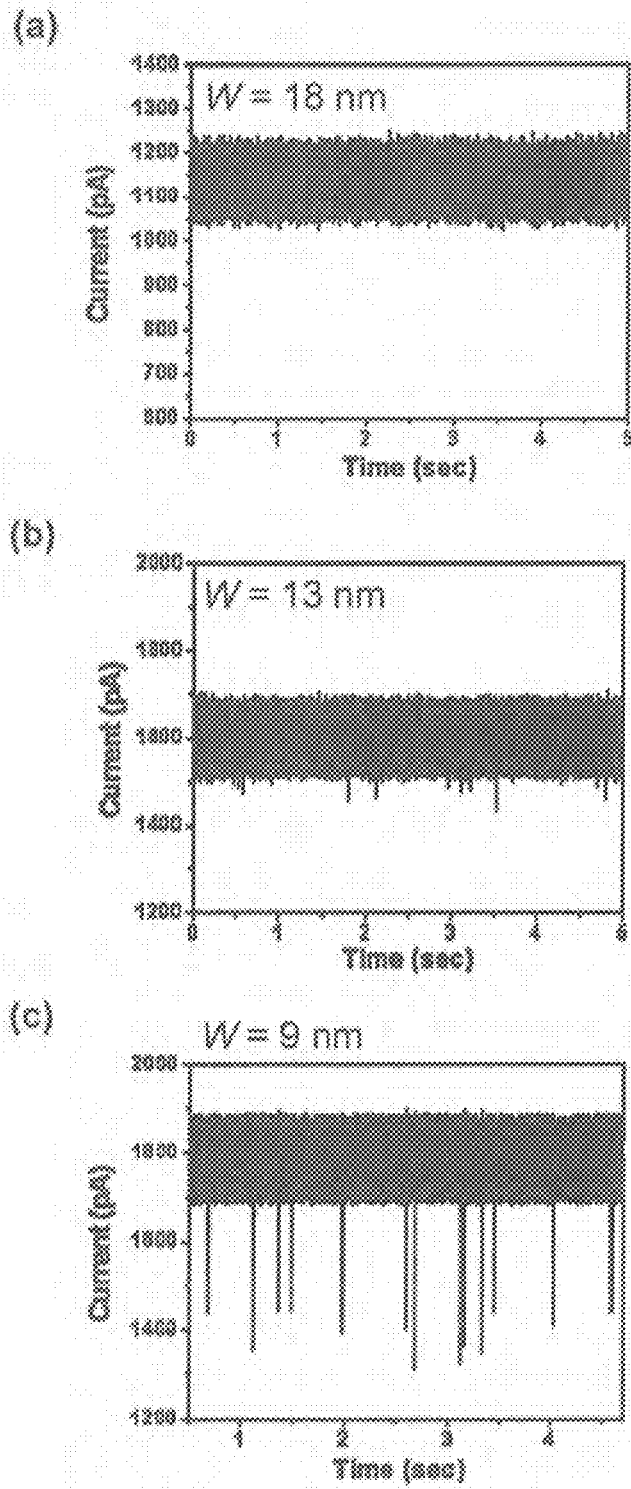 (a)
W = 18 nm
1400
1300
1200
1100
1000
900
800
700
600
Current (pA)
0 1 2 3 4 5
Time (sec)
(b)
W = 13 nm
2000
1800
1600
1400
1200
Current (pA)
0 1 2 3 4 5
Time (sec)
(c)
W = 9 nm
2000
1800
1600
1400
1200
Current (pA)
1 2 3 4
Time (sec)